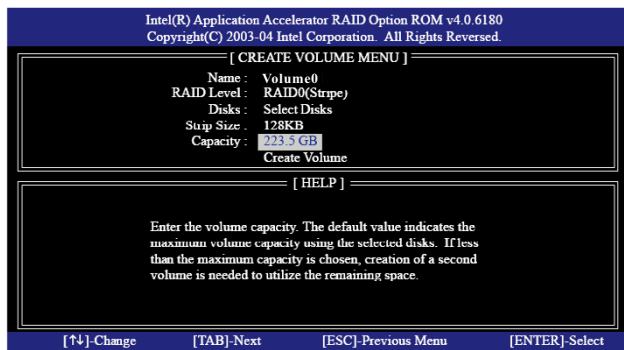 Intel(R) Application Accelerator RAID Option ROM v4.0.6180
Copyright(C) 2003-04 Intel Corporation. All Rights Reversed.
[ CREATE VOLUME MENU ]
Name : Volume0
RAID Level : RAID0(Stripe)
Disks : Select Disks
Strip Size : 128KB
Capacity : 223.5 GB
Create Volume
[ HELP ]
Enter the volume capacity. The default value indicates the
maximum volume capacity using the selected disks. If less
than the maximum capacity is chosen, creation of a second
volume is needed to utilize the remaining space.
[↑↓]-Change [TAB]-Next [ESC]-Previous Menu [ENTER]-Select